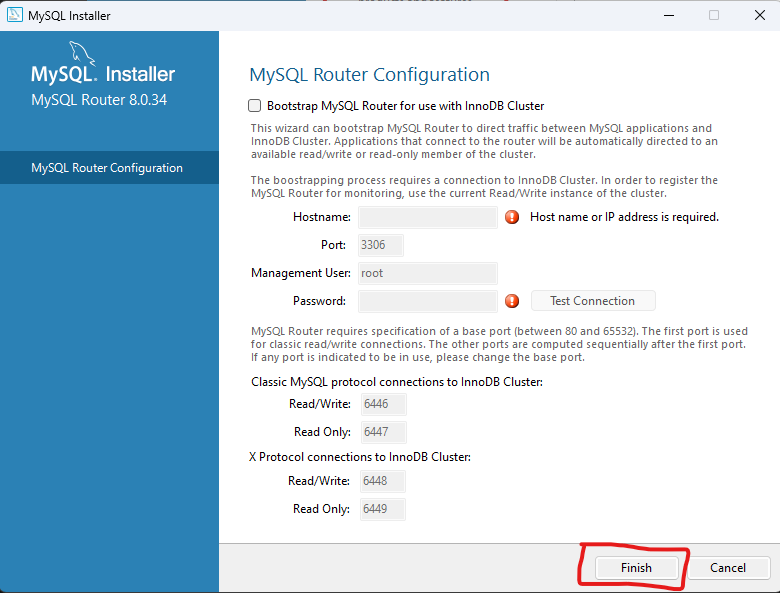 MySQL Installer
MySQL® Installer
MySQL Router 8.0.34
MySQL Router Configuration
MySQL Router Configuration
Bootstrap MySQL Router for use with InnoDB Cluster
This wizard can bootstrap MySQL Router to direct traffic between MySQL applications and
InnoDB Cluster. Applications that connect to the router will be automatically directed to an
available read/write or read-only member of the cluster.
The boostrapping process requires a connection to InnoDB Cluster. In order to register the
MySQL Router for monitoring, use the current Read/Write instance of the cluster.
Hostname: Host name or IP address is required.
Port: 3306
Management User: root
Password: Test Connection
MySQL Router requires specification of a base port (between 80 and 65532). The first port is used
for classic read/write connections. The other ports are computed sequentially after the first port.
If any port is indicated to be in use, please change the base port.
Classic MySQL protocol connections to InnoDB Cluster:
Read/Write: 6446
Read Only: 6447
X Protocol connections to InnoDB Cluster:
Read/Write: 6448
Read Only: 6449
Finish Cancel